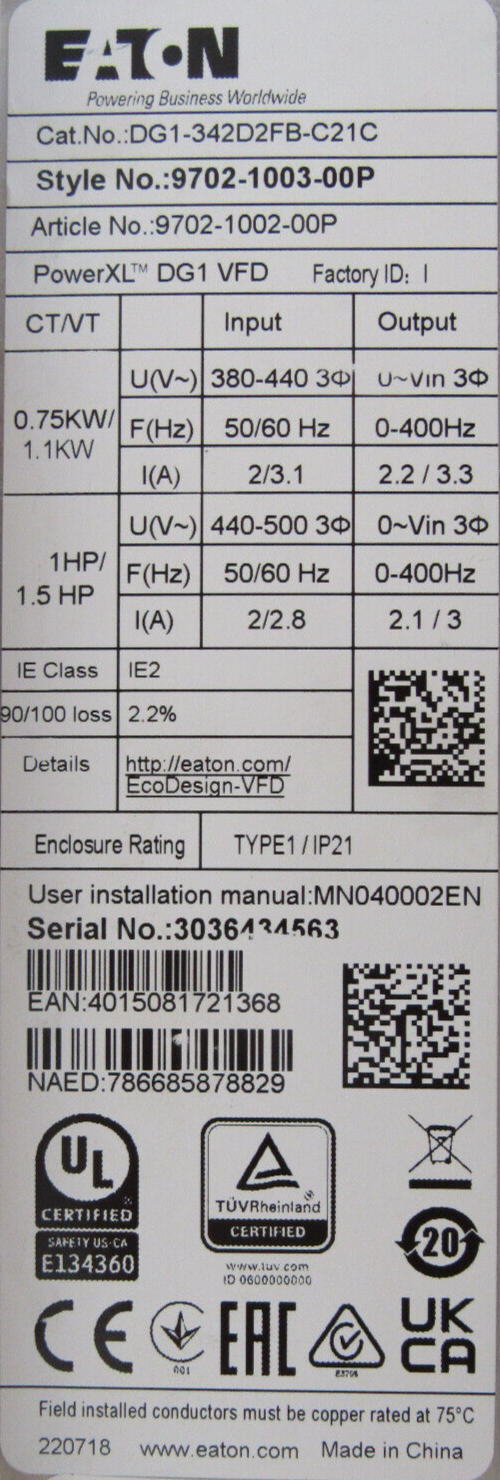 EATON
Powering Business Worldwide
Cat.No.:DG1-342D2FB-C21C
Style No.:9702-1003-00P
Article No.:9702-1002-00P
PowerXL™ DG1 VFD Factory ID: I
CT/VT Input Output
0.75KW/
1.1KW
U(V~) 380-440 3Φ 0~Vin 3Φ
F(Hz) 50/60 Hz 0-400Hz
I(A) 2/3.1 2.2 / 3.3
1HP/
1.5 HP
U(V~) 440-500 3Φ 0~Vin 3Φ
F(Hz) 50/60 Hz 0-400Hz
I(A) 2/2.8 2.1 / 3
IE Class IE2
90/100 loss 2.2%
Details http://eaton.com/
EcoDesign-VFD
Enclosure Rating TYPE1 / IP21
User installation manual:MN040002EN
Serial No.:3036434563
EAN:4015081721368
NAED:786685878829
UL
CERTIFIED
SAFETY US-CA
E134360
TÜVRheinland®
CERTIFIED
www.tuv.com
ID 0600000000
20
CE
001
EAC
UK
CA
Field installed conductors must be copper rated at 75°C
220718 www.eaton.com Made in China